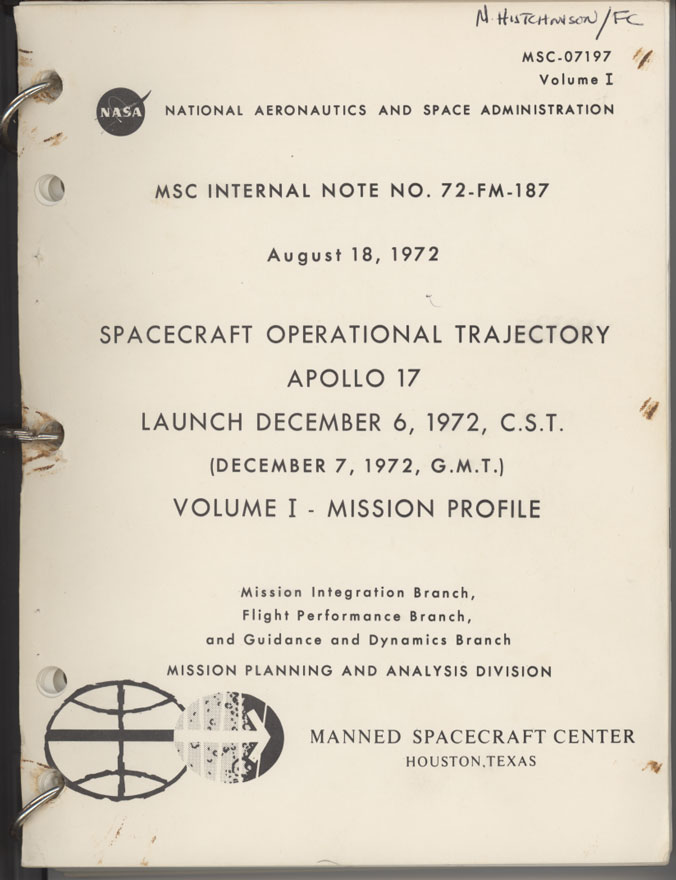 N. HUTCHINSON/FC
MSC-07197
Volume I
NASA
NATIONAL AERONAUTICS AND SPACE ADMINISTRATION
MSC INTERNAL NOTE NO. 72-FM-187
August 18, 1972
SPACECRAFT OPERATIONAL TRAJECTORY
APOLLO 17
LAUNCH DECEMBER 6, 1972, C.S.T.
(DECEMBER 7, 1972, G.M.T.)
VOLUME I - MISSION PROFILE
Mission Integration Branch,
Flight Performance Branch,
and Guidance and Dynamics Branch
MISSION PLANNING AND ANALYSIS DIVISION
MANNED SPACECRAFT CENTER
HOUSTON,TEXAS